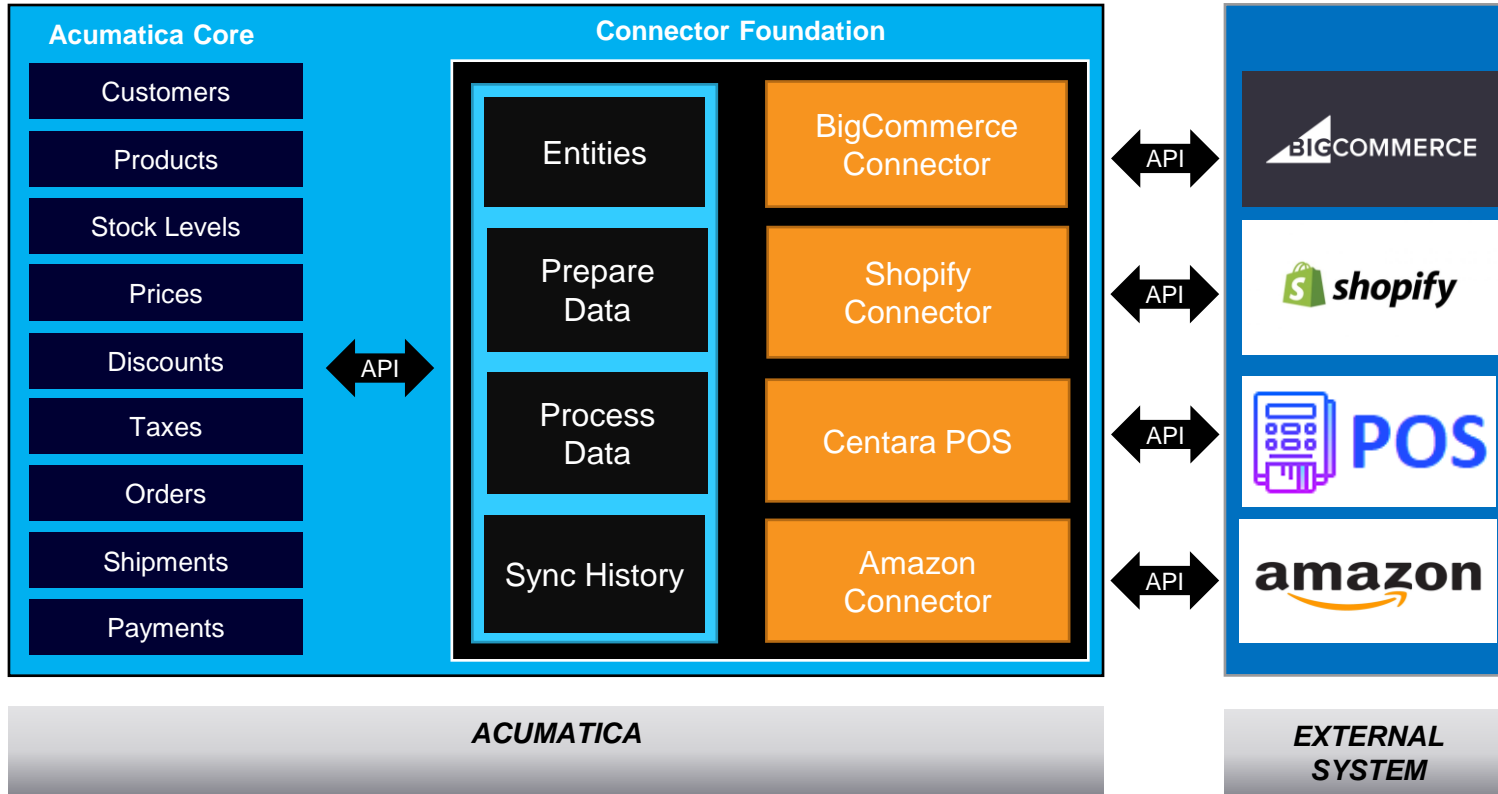 Acumatica Core
Customers
Products
Stock Levels
Prices
Discounts
Taxes
Orders
Shipments
Payments
API
Connector Foundation
Entities
Prepare
Data
Process
Data
Sync History
BigCommerce
Connector
Shopify
Connector
Centara POS
Amazon
Connector
API
API
API
API
BIGCOMMERCE
S shopify
POS
amazon
ACUMATICA
EXTERNAL
SYSTEM